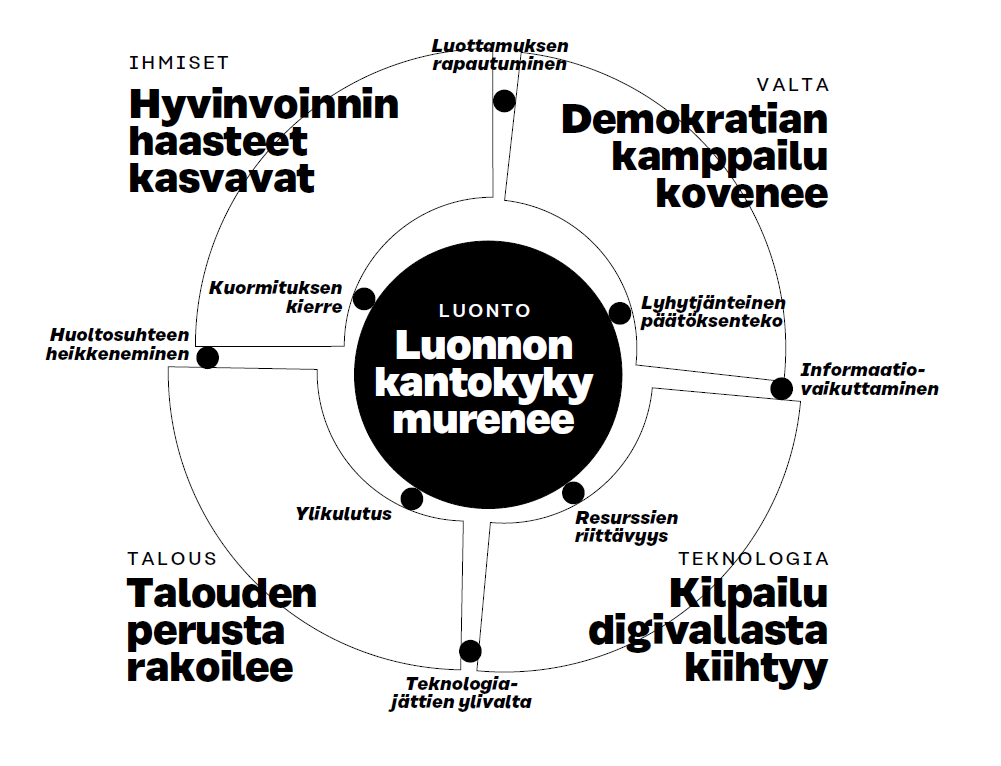 Luottamuksen
rapautuminen
IHMISET
Hyvinvoinnin
haasteet
kasvavat
VALTA
Demokratian
kamppailu
kovenee
Kuormituksen
kierre
Lyhytjänteinen
päätöksenteko
Huoltosuhteen
heikkeneminen
LUONTO
Luonnon
kantokyky
murenee
Informaatio-
vaikuttaminen
Ylikulutus
Resurssien
riittävyys
TALOUS
Talouden
perusta
rakoilee
TEKNOLOGIA
Kilpailu
digivallasta
kiihtyy
Teknologia-
jättien ylivalta